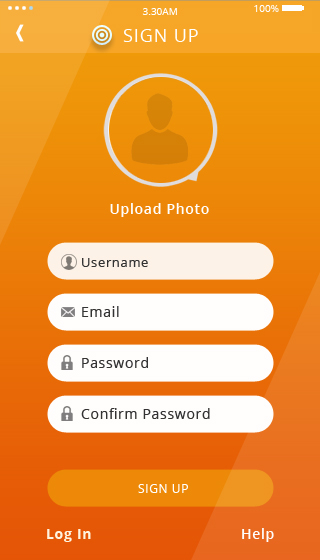 3.30AM 100%
SIGN UP
Upload Photo
Username
Email
Password
Confirm Password
SIGN UP
Log In Help